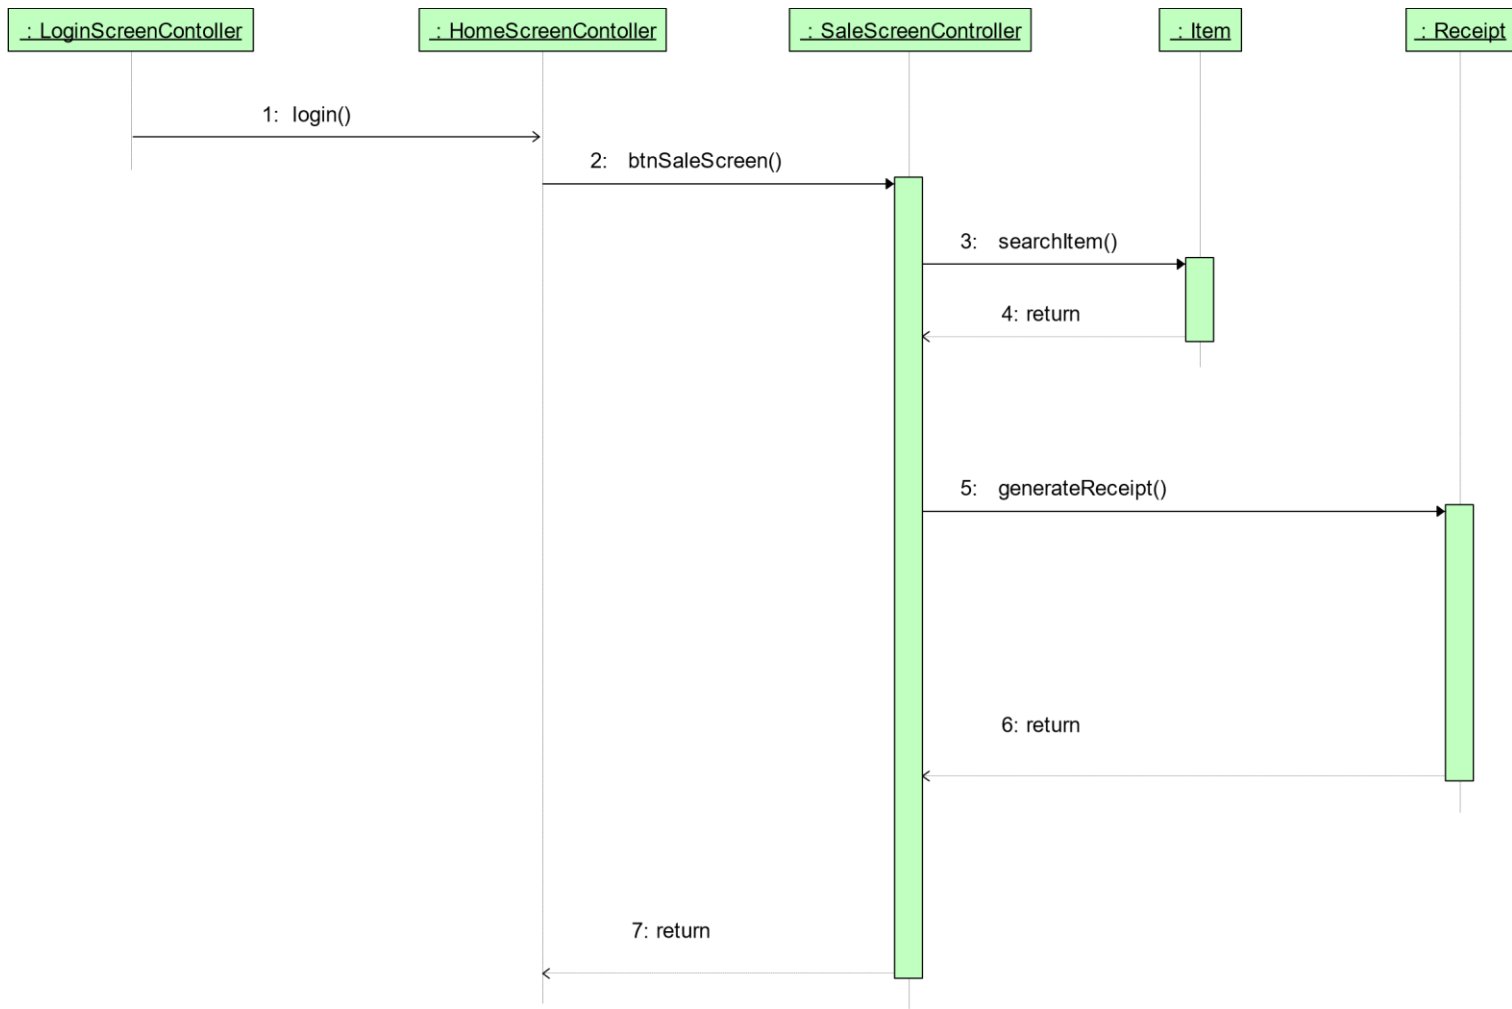 : LoginScreenContoller
: HomeScreenContoller
: SaleScreenController
: Item
: Receipt
1: login()
2: btnSaleScreen()
3: searchItem()
4: return
5: generateReceipt()
6: return
7: return